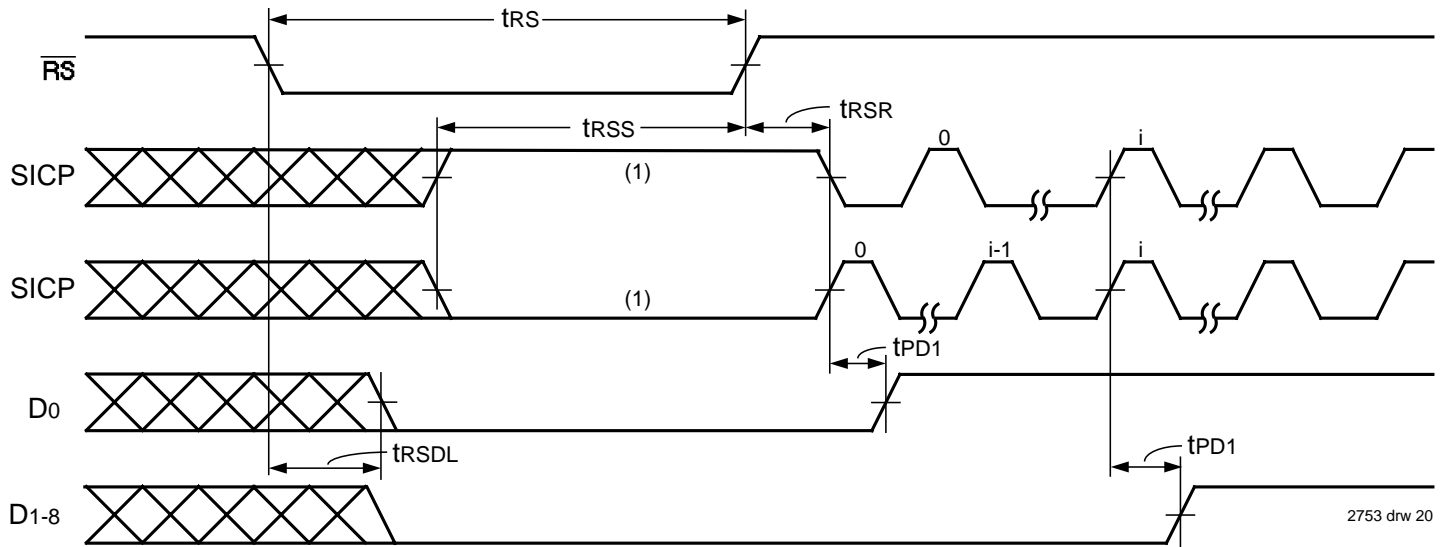 tRS
RS
tRSR
tRSS
0
i
SICP
(1)
0
i-1
i
SICP
(1)
tPD1
D0
tRSDL
tPD1
D1-8
2753 drw 20